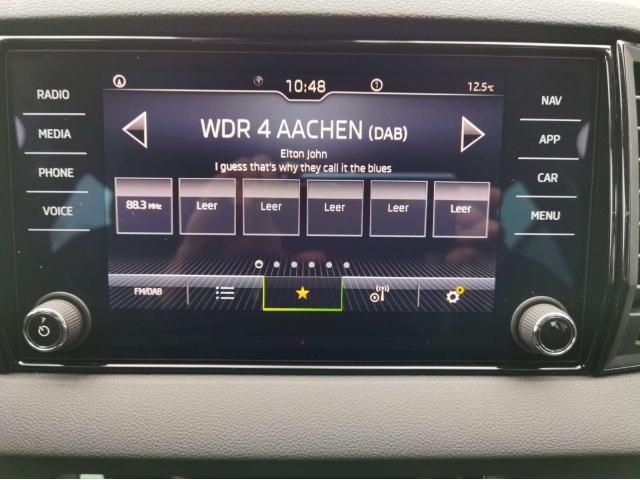 10:48
12.5°C
RADIO
MEDIA
PHONE
VOICE
WDR 4 AACHEN (DAB)
Elton John
I guess that's why they call it the blues
88.3 MHz
Leer
Leer
Leer
Leer
Leer
FM/DAB
NAV
APP
CAR
MENU